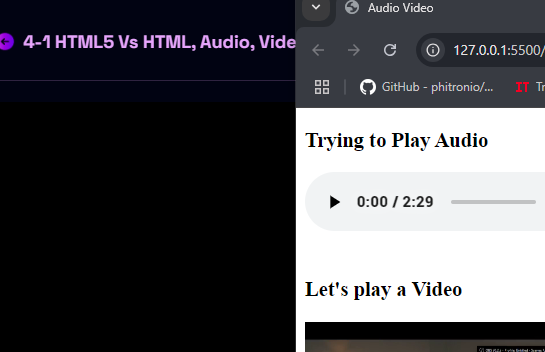 4-1 HTML5 Vs HTML, Audio, Vide
Audio Video
127.0.0.1:5500/
GitHub - phitronio/...
IT Tr
Trying to Play Audio
0:00 / 2:29
Let's play a Video